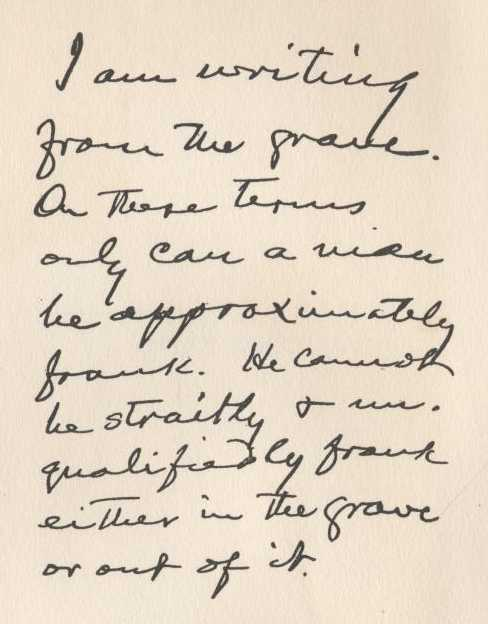 I am writing
from the grave.
On these terms
only can a man
be approximately
frank. He cannot
be straitly & un-
qualifiedly frank
either in the grave
or out of it.